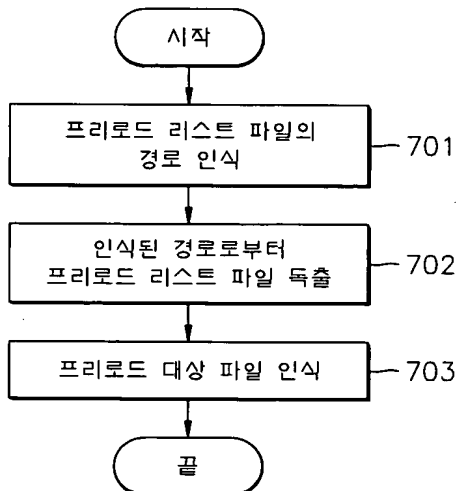 시작
프리로드 리스트 파일의
경로 인식
701
인식된 경로로부터
프리로드 리스트 파일 독출
702
프리로드 대상 파일 인식
703
끝